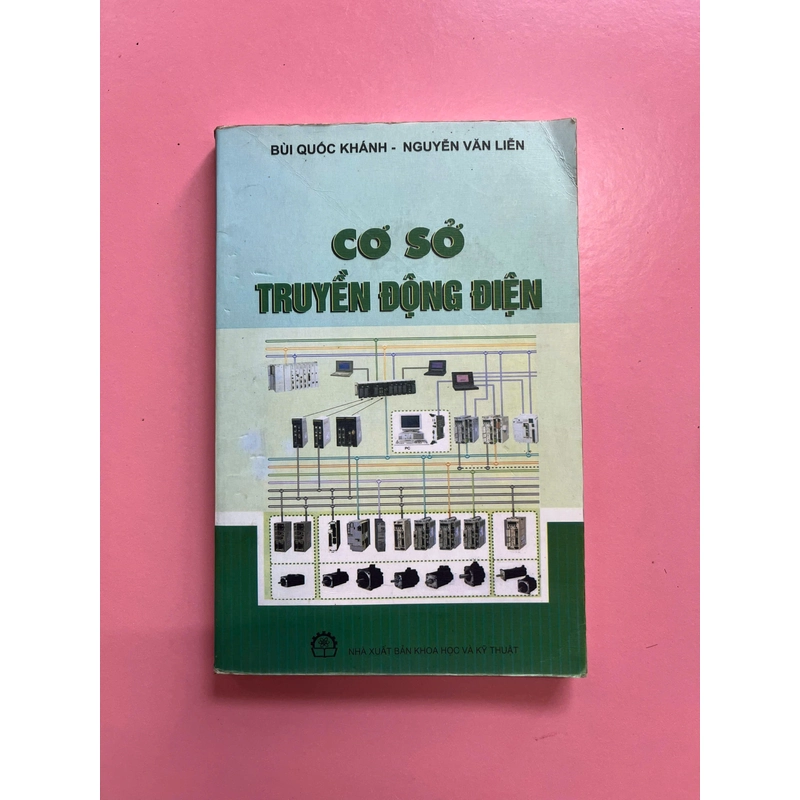 BÙI QUỐC KHÁNH - NGUYỄN VĂN LIỄN
CƠ SỞ
TRUYỀN ĐỘNG ĐIỆN
PC
NHÀ XUẤT BẢN KHOA HỌC VÀ KỸ THUẬT